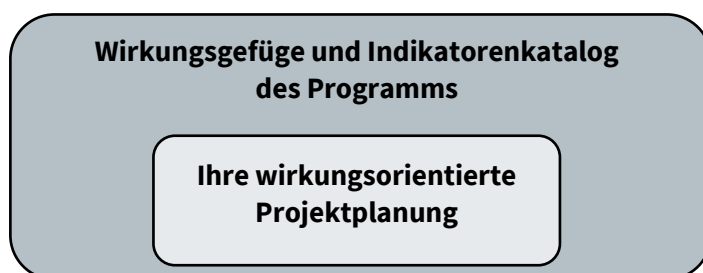 Wirkungsgefüge und Indikatorenkatalog
des Programms
Ihre wirkungsorientierte
Projektplanung